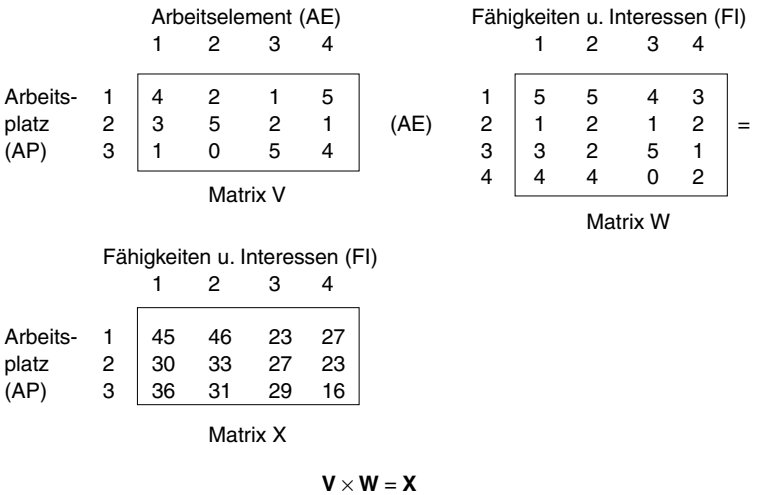 Arbeitselement (AE) Fähigkeiten u. Interessen (FI)
1 2 3 4 1 2 3 4
Arbeits- 1 4 2 1 5 1 5 5 4 3
platz 2 3 5 2 1 (AE) 2 1 2 1 2 =
(AP) 3 1 0 5 4 3 3 2 5 1
4 4 4 0 2
Matrix V
Matrix W
Fähigkeiten u. Interessen (FI)
1 2 3 4
Arbeits- 1 45 46 23 27
platz 2 30 33 27 23
(AP) 3 36 31 29 16
Matrix X
V × W = X